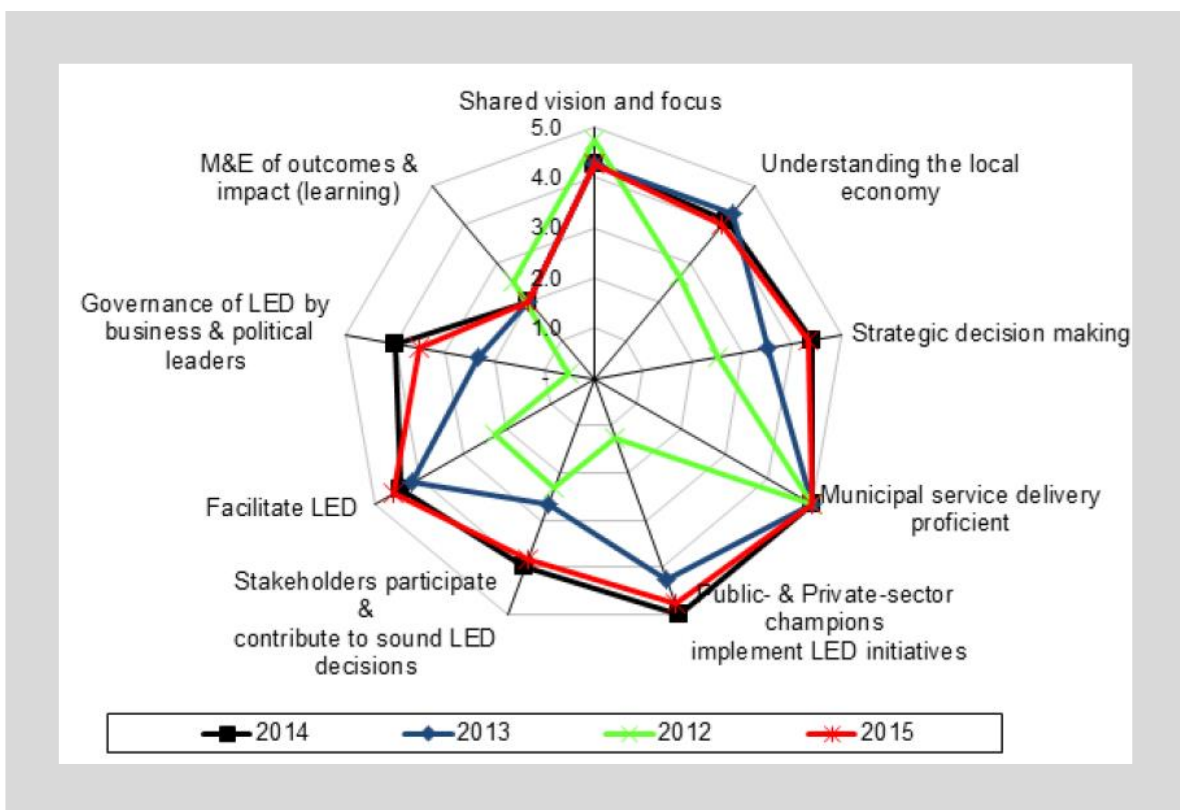 Shared vision and focus
5.0
4.0
3.0
2.0
1.0
-
Understanding the local
economy
Strategic decision making
Municipal service delivery
proficient
Public- & Private-sector
champions
implement LED initiatives
Stakeholders participate
&
contribute to sound LED
decisions
Facilitate LED
Governance of LED by
business & political
leaders
M&E of outcomes &
impact (learning)
2014 2013 2012 2015